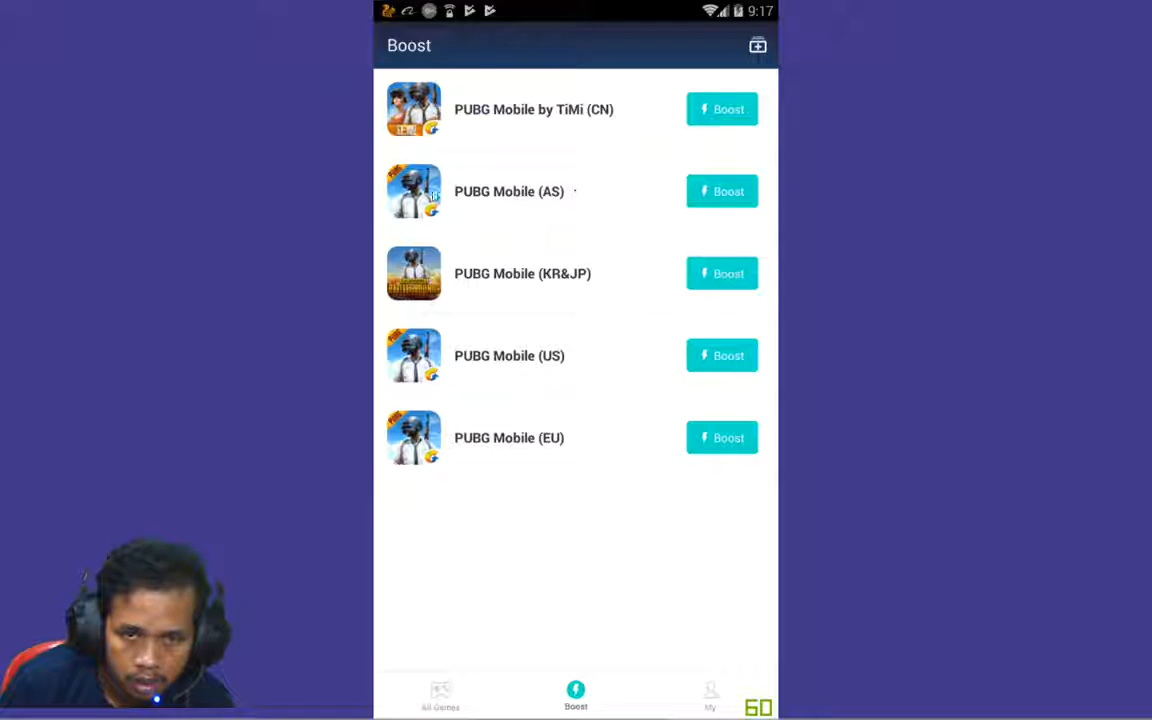 9:17
Boost
PUBG Mobile by TiMi (CN)
Boost
PUBG Mobile (AS)
Boost
PUBG Mobile (KR&JP)
Boost
PUBG Mobile (US)
Boost
PUBG Mobile (EU)
Boost
All Games
Boost
My
60